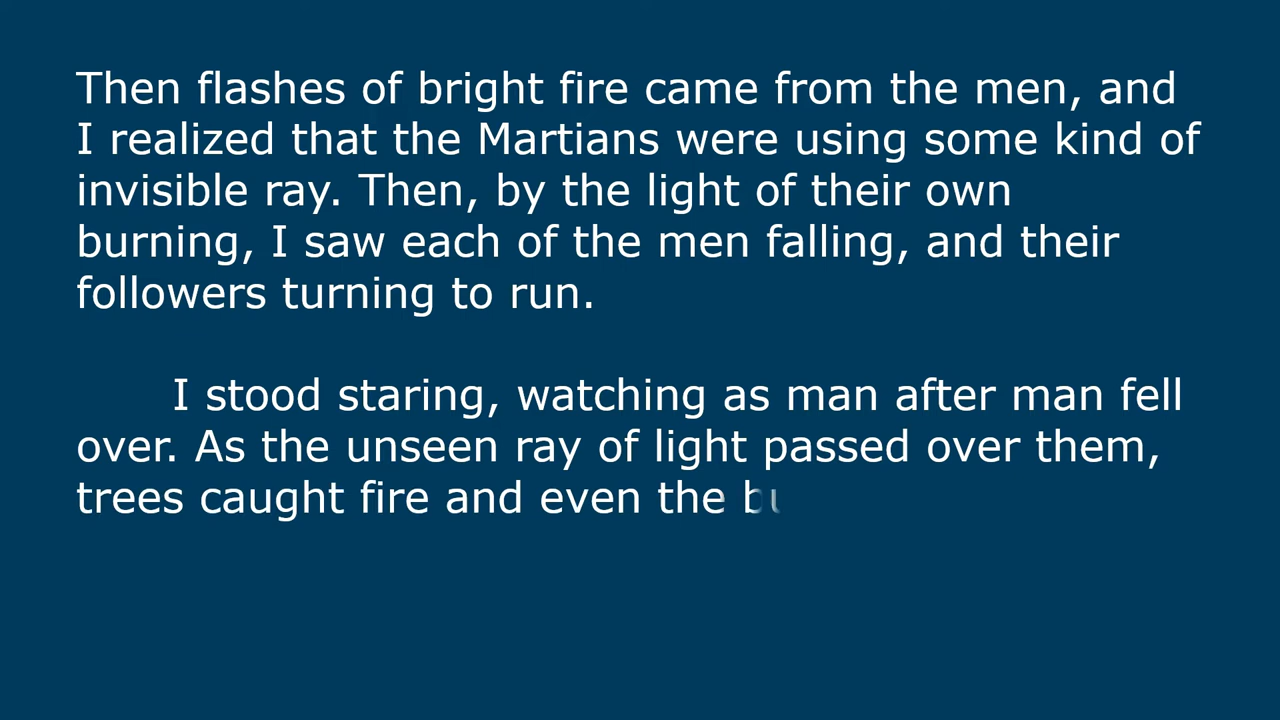 Then flashes of bright fire came from the men, and
I realized that the Martians were using some kind of
invisible ray. Then, by the light of their own
burning, I saw each of the men falling, and their
followers turning to run.
I stood staring, watching as man after man fell
over. As the unseen ray of light passed over them,
trees caught fire and even the